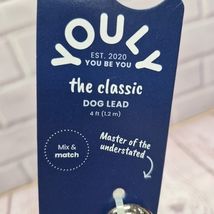 YOULY
EST. 2020
YOU BE YOU
the classic
DOG LEAD
4 ft (1.2 m)
Mix &
match
Master of the
understated